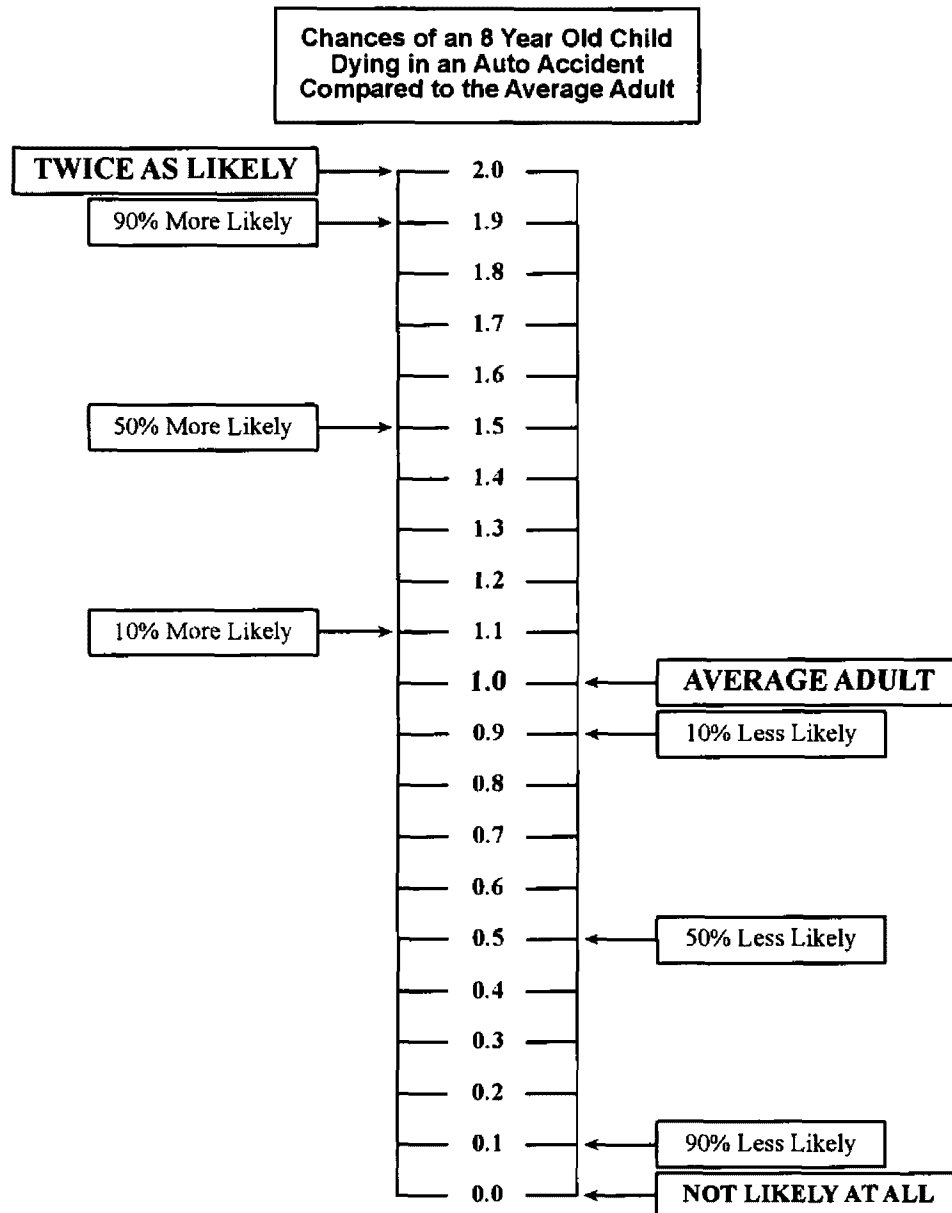 Chances of an 8 Year Old Child
Dying in an Auto Accident
Compared to the Average Adult
TWICE AS LIKELY
2.0
90% More Likely
1.9
1.8
1.7
1.6
50% More Likely
1.5
1.4
1.3
1.2
10% More Likely
1.1
1.0
AVERAGE ADULT
0.9
10% Less Likely
0.8
0.7
0.6
0.5
50% Less Likely
0.4
0.3
0.2
0.1
90% Less Likely
0.0
NOT LIKELY AT ALL